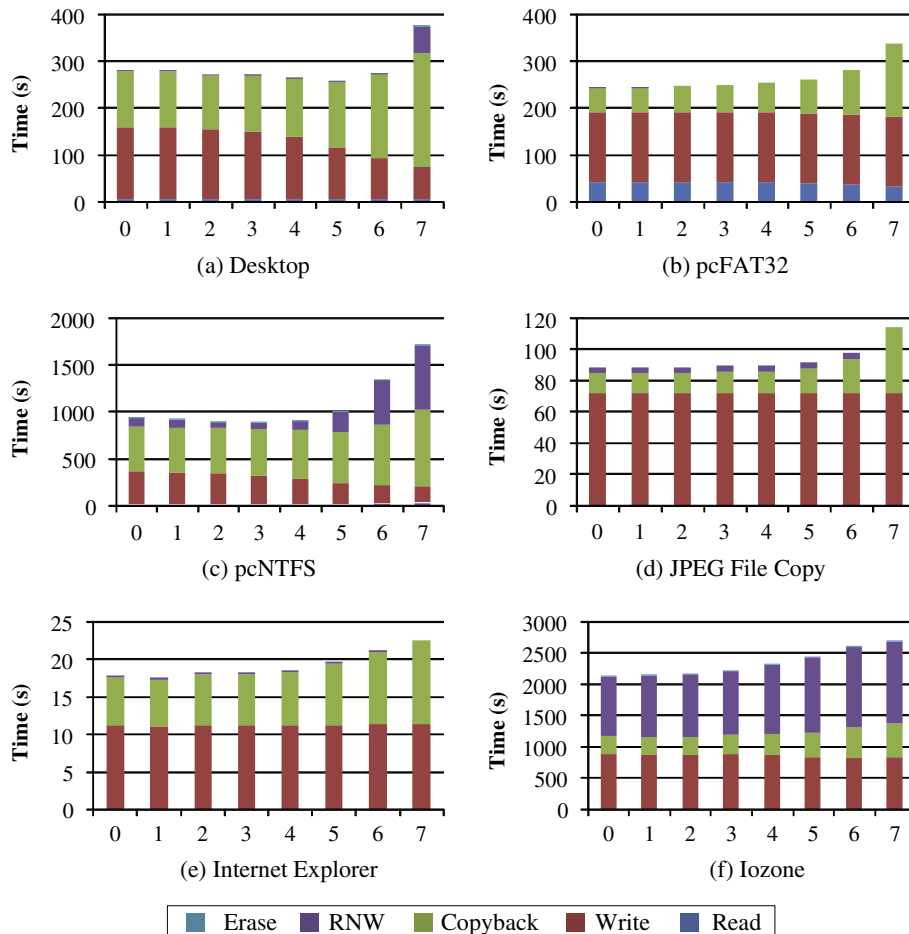 400
300
200
100
0
Time (s)
0 1 2 3 4 5 6 7
(a) Desktop
400
300
200
100
0
Time (s)
0 1 2 3 4 5 6 7
(b) pcFAT32
2000
1500
1000
500
0
Time (s)
0 1 2 3 4 5 6 7
(c) pcNTFS
120
100
80
60
40
20
0
Time (s)
0 1 2 3 4 5 6 7
(d) JPEG File Copy
25
20
15
10
5
0
Time (s)
0 1 2 3 4 5 6 7
(e) Internet Explorer
3000
2500
2000
1500
1000
500
0
Time (s)
0 1 2 3 4 5 6 7
(f) Iozone
Erase RNW Copyback Write Read